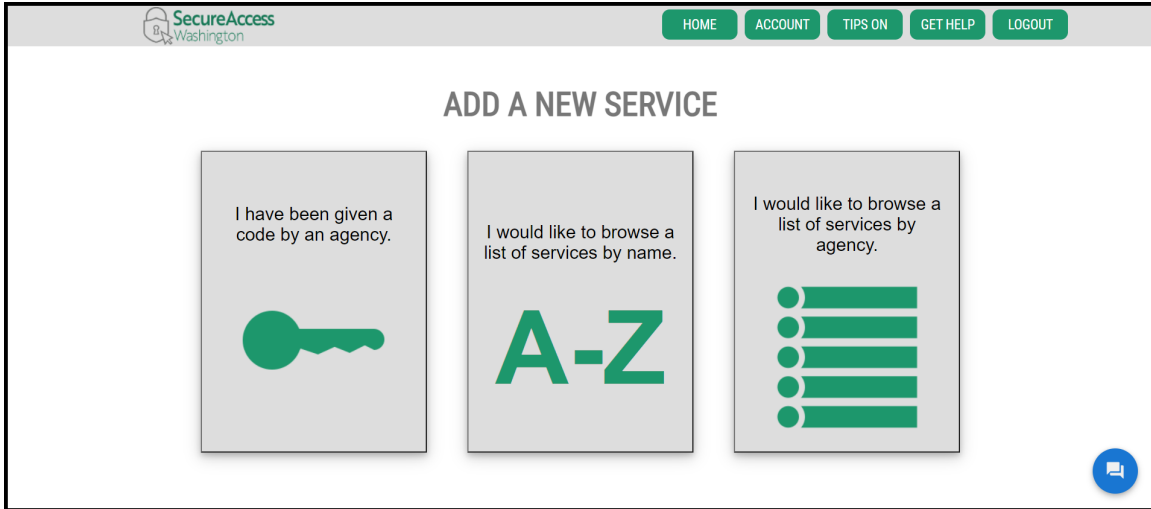 SecureAccess
Washington
HOME
ACCOUNT
TIPS ON
GET HELP
LOGOUT
ADD A NEW SERVICE
I have been given a
code by an agency.
I would like to browse a
list of services by name.
A-Z
I would like to browse a
list of services by
agency.